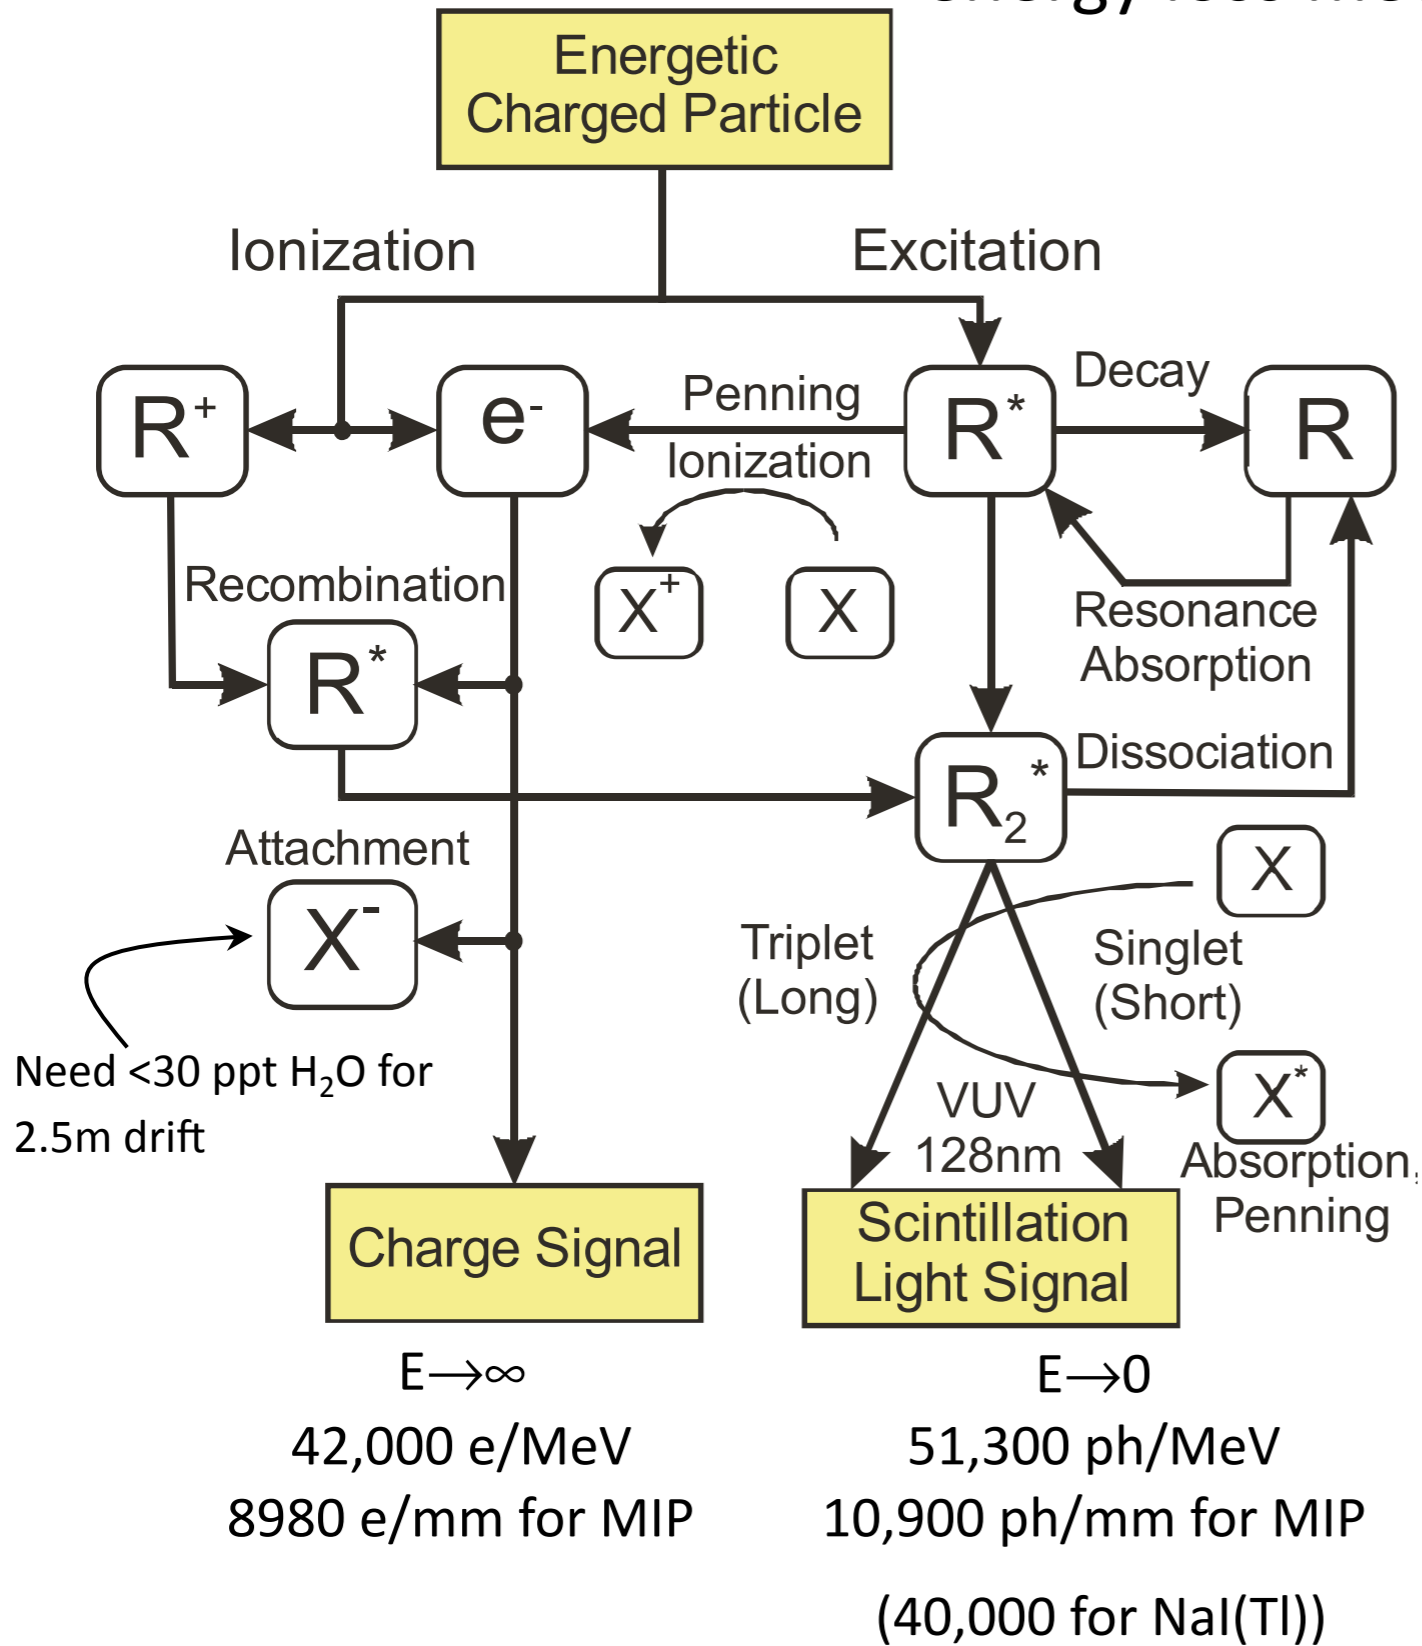 Energetic
Charged Particle
Ionization
Excitation
R+
e-
Penning
Ionization
R*
Decay
R
X+
X
Recombination
R*
Resonance
Absorption
R2*
Dissociation
Attachment
X-
X
Triplet
(Long)
Singlet
(Short)
Need <30 ppt H2O for
2.5m drift
VUV
128nm
X*
Absorption,
Penning
Charge Signal
Scintillation
Light Signal
E→∞
42,000 e/MeV
8980 e/mm for MIP
E→0
51,300 ph/MeV
10,900 ph/mm for MIP
(40,000 for NaI(Tl))